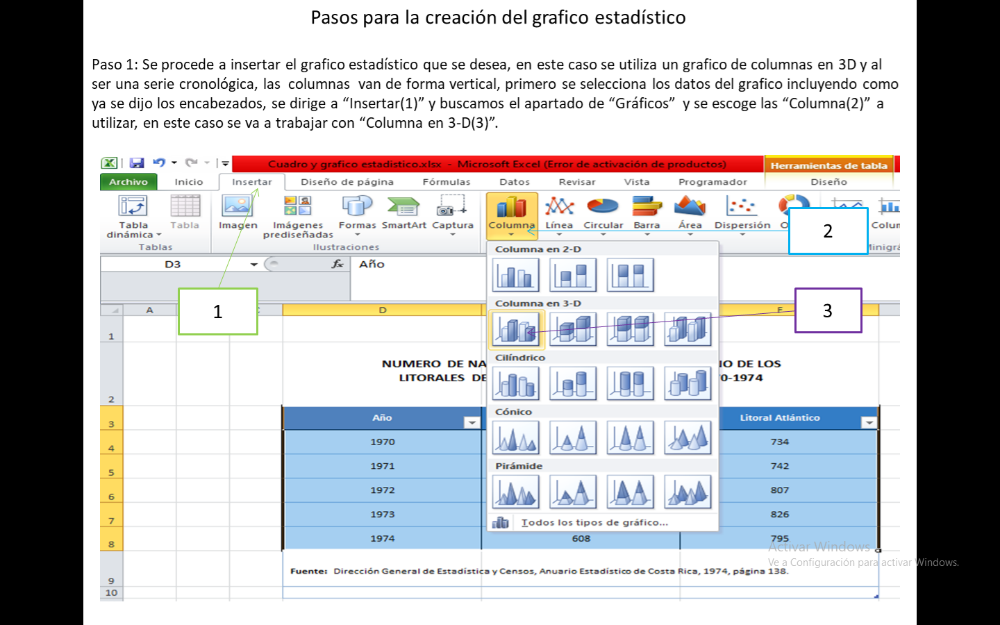 Pasos para la creación del grafico estadístico
Paso 1: Se procede a insertar el grafico estadístico que se desea, en este caso se utiliza un grafico de columnas en 3D y al
ser una serie cronológica, las columnas van de forma vertical, primero se selecciona los datos del grafico incluyendo como
ya se dijo los encabezados, se dirige a “Insertar(1)” y buscamos el apartado de “Gráficos” y se escoge las “Columna(2)” a
utilizar, en este caso se va a trabajar con “Columna en 3-D(3)”.
Cuadro y grafico estadistico.xlsx - Microsoft Excel (Error de activación de productos)
Herramientas de tabla
Archivo Inicio Insertar Diseño de página Fórmulas Datos Revisar Vista Programador Diseño
Tabla dinámica Tabla Imagen Imágenes prediseñadas Formas SmartArt Captura Columna Línea Circular Barra Área Dispersión
Tablas Ilustraciones
2
D3 fx Año
Columna en 2-D
1
Columna en 3-D
3
A D F
Cilíndrico
Cónico
Pirámide
Todos los tipos de gráfico...
1
NUMERO DE DE LOS
LITORALES 0-1974
2
3 Año Litoral Atlántico
4 1970 734
5 1971 742
6 1972 807
7 1973 826
8 1974 608 795
Activar Windows
Ve a Configuración para activar Windows.
9 Fuente: Dirección General de Estadística y Censos, Anuario Estadístico de Costa Rica, 1974, página 138.
10